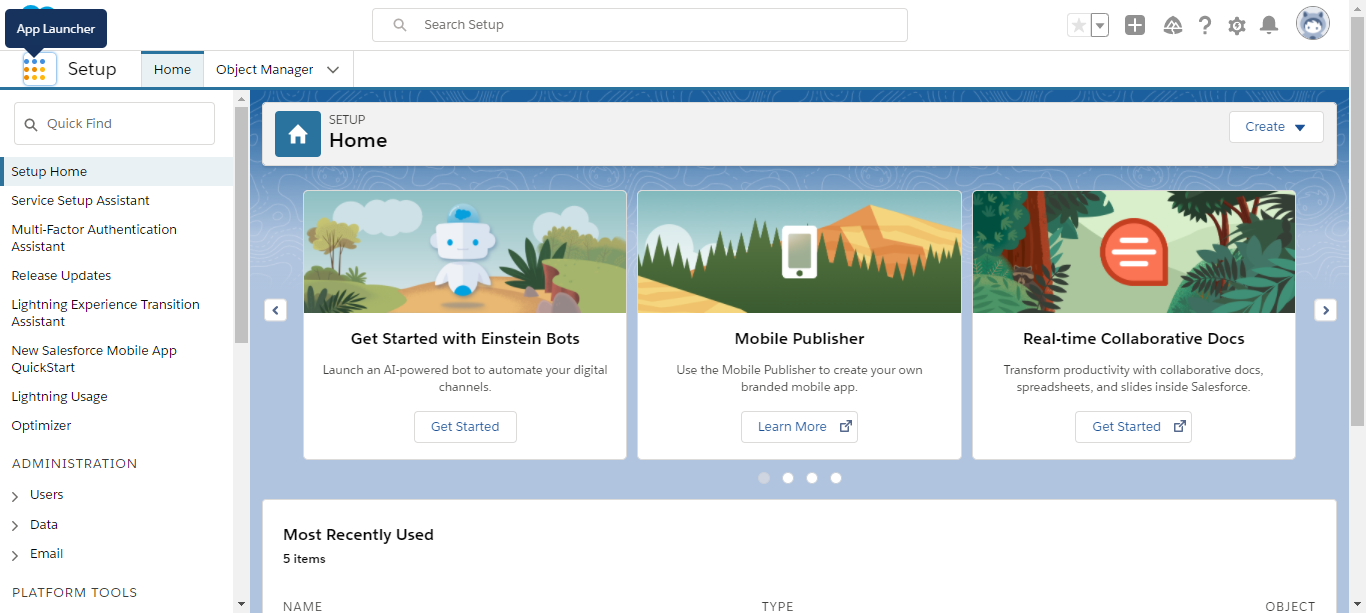 App Launcher
Search Setup
Setup
Home
Object Manager
Quick Find
Setup Home
Service Setup Assistant
Multi-Factor Authentication
Assistant
Release Updates
Lightning Experience Transition
Assistant
New Salesforce Mobile App
QuickStart
Lightning Usage
Optimizer
ADMINISTRATION
Users
Data
Email
PLATFORM TOOLS
SETUP
Home
Create
Get Started with Einstein Bots
Launch an AI-powered bot to automate your digital
channels.
Get Started
Mobile Publisher
Use the Mobile Publisher to create your own
branded mobile app.
Learn More
Real-time Collaborative Docs
Transform productivity with collaborative docs,
spreadsheets, and slides inside Salesforce.
Get Started
Most Recently Used
5 items
NAME
TYPE
OBJECT